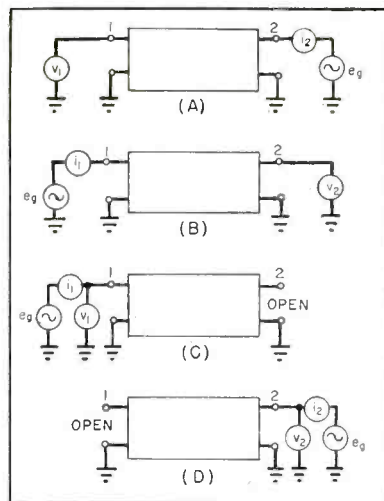 1 2 i2
v1 eg
(A)
1 2
i1
eg v2
(B)
1 2
i1 OPEN
eg v1
(C)
1 2
OPEN i2
v2 eg
(D)